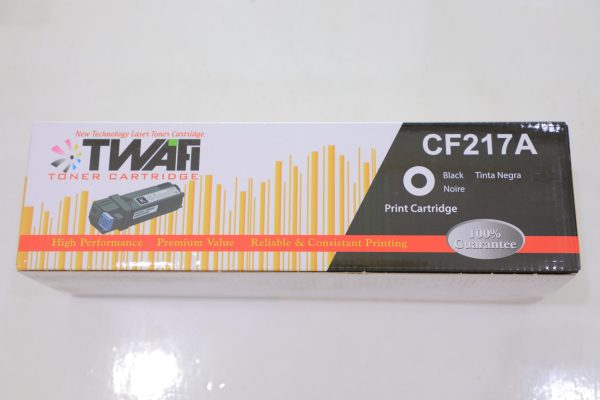 New Technology Laser Toner Cartridge
TWAFi
TONER CARTRIDGE
High Performance Premium Value Reliable & Consistant Printing
CF217A
Black Tinta Negra
Noire
Print Cartridge
100%
Guarantee